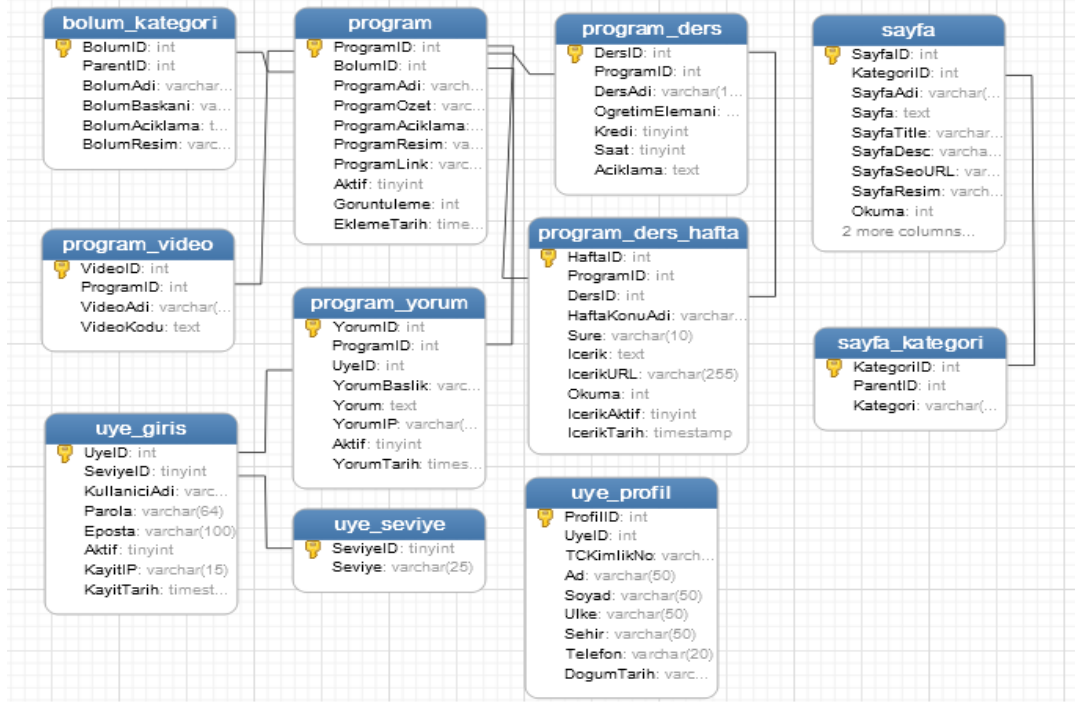 bolum_kategori
BolumID: int
ParentID: int
BolumAdi: varchar...
BolumBaskani: va...
BolumAciklama: t...
BolumResim: varc...
program
ProgramID: int
BolumID: int
ProgramAdi: varch...
ProgramOzet: varc...
ProgramAciklama:...
ProgramResim: va...
ProgramLink: varc...
Aktif: tinyint
Goruntuleme: int
EklemeTarih: time...
program_ders
DersID: int
ProgramID: int
DersAdi: varchar(1...
OgretimElemani: ...
Kredi: tinyint
Saat: tinyint
Aciklama: text
sayfa
SayfaID: int
KategoriID: int
SayfaAdi: varchar(...
Sayfa: text
SayfaTitle: varchar...
SayfaDesc: varcha...
SayfaSeoURL: var...
SayfaResim: varch...
Okuma: int
2 more columns...
program_video
VideoID: int
ProgramID: int
VideoAdi: varchar(...
VideoKodu: text
program_yorum
YorumID: int
ProgramID: int
UyeID: int
YorumBaslik: varc...
Yorum: text
YorumIP: varchar(...
Aktif: tinyint
YorumTarih: times...
program_ders_hafta
HaftaID: int
ProgramID: int
DersID: int
HaftaKonuAdi: varchar...
Sure: varchar(10)
Icerik: text
IcerikURL: varchar(255)
Okuma: int
IcerikAktif: tinyint
IcerikTarih: timestamp
sayfa_kategori
KategoriID: int
ParentID: int
Kategori: varchar(...
uye_giris
UyeID: int
SeviyeID: tinyint
KullaniciAdi: varc...
Parola: varchar(64)
Eposta: varchar(100)
Aktif: tinyint
KayitIP: varchar(15)
KayitTarih: timest...
uye_seviye
SeviyeID: tinyint
Seviye: varchar(25)
uye_profil
ProfilID: int
UyeID: int
TCKimlikNo: varch...
Ad: varchar(50)
Soyad: varchar(50)
Ulke: varchar(50)
Sehir: varchar(50)
Telefon: varchar(20)
DogumTarih: varc...